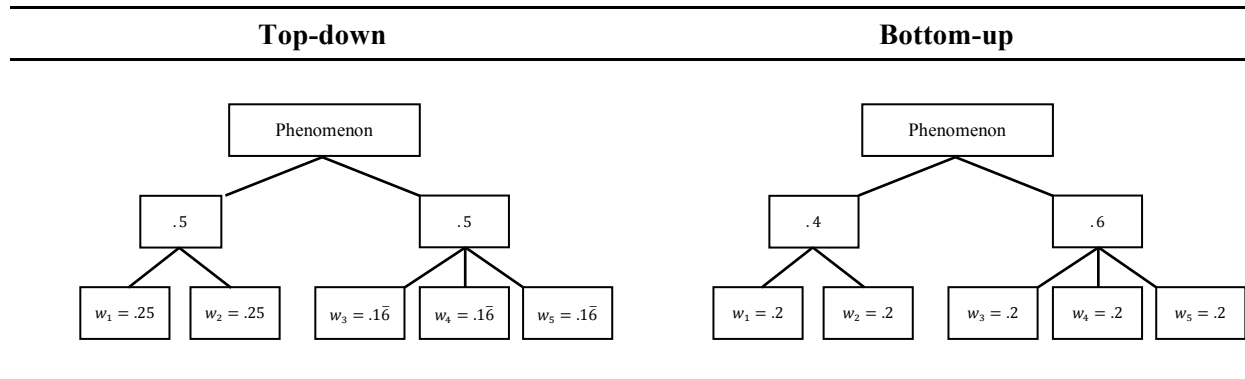 Top-down Bottom-up
Phenomenon Phenomenon
.5 .5 .4 .6
w₁ = .25 w₂ = .25 w₃ = .16̅ w₄ = .16̅ w₅ = .16̅ w₁ = .2 w₂ = .2 w₃ = .2 w₄ = .2 w₅ = .2